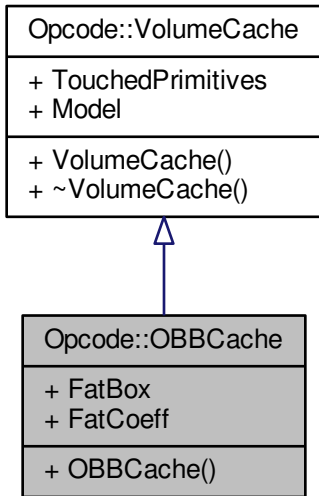 Opcode::VolumeCache
+ TouchedPrimitives
+ Model
+ VolumeCache()
+ ~VolumeCache()
Opcode::OBBCache
+ FatBox
+ FatCoeff
+ OBBCache()